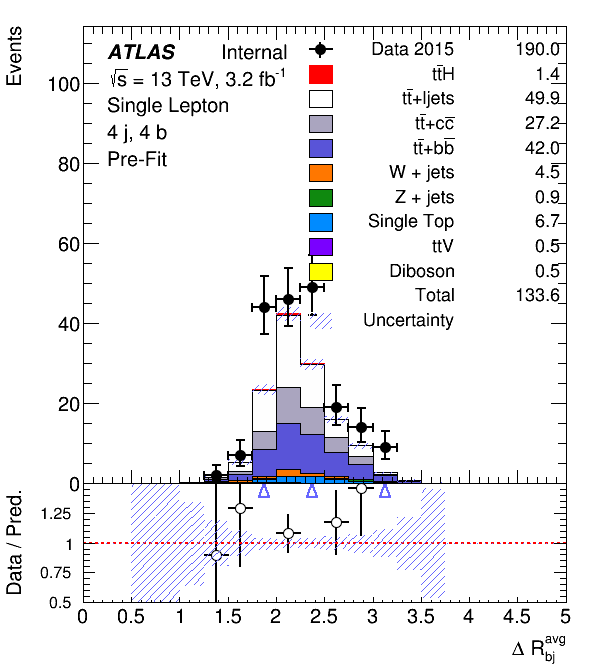 Events
ATLAS Internal
√s = 13 TeV, 3.2 fb⁻¹
Single Lepton
4 j, 4 b
Pre-Fit
Data 2015 190.0
tt̄H 1.4
tt̄+ljets 49.9
tt̄+cc̄ 27.2
tt̄+bb̄ 42.0
W + jets 4.5
Z + jets 0.9
Single Top 6.7
ttV 0.5
Diboson 0.5
Total 133.6
Uncertainty
100
80
60
40
20
0
Data / Pred.
1.25
1
0.75
0.5
0 0.5 1 1.5 2 2.5 3 3.5 4 4.5 5
Δ R_bj^avg